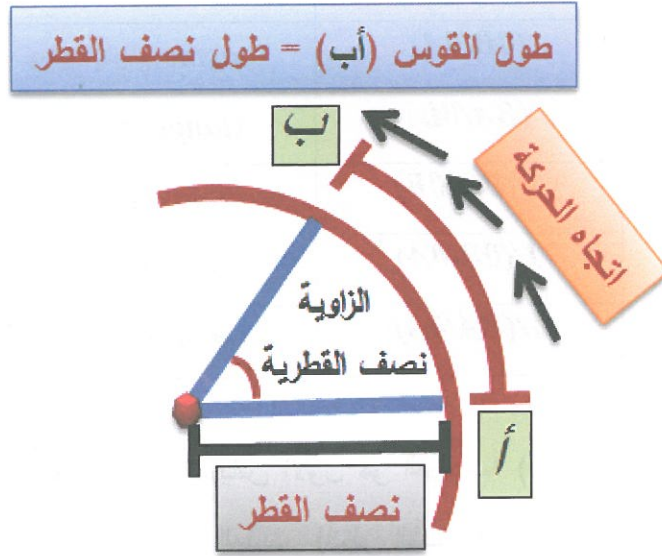 طول القوس (أب) = طول نصف القطر
ب
اتجاه الحركة
الزاوية
نصف القطرية
أ
نصف القطر